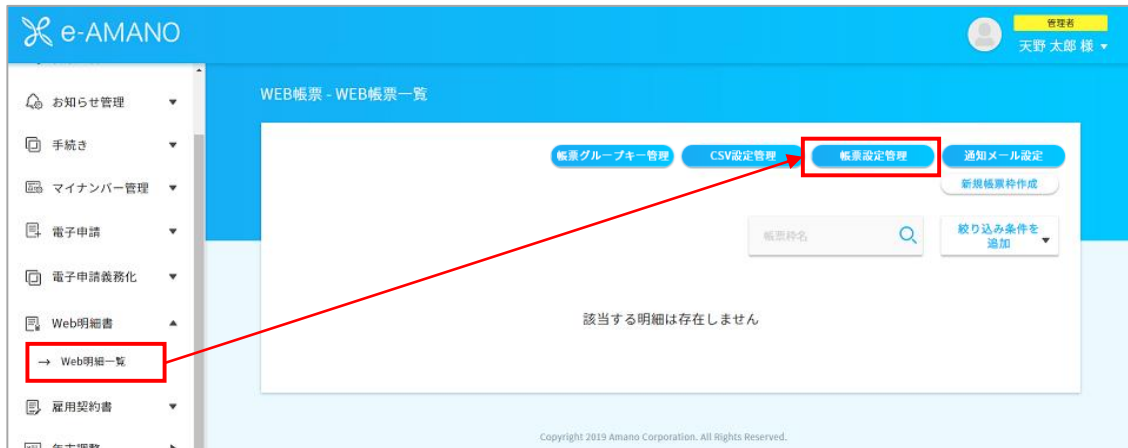 e-AMANO
管理者
天野 太郎 様 ▼
お知らせ管理 ▼
手続き ▼
マイナンバー管理 ▼
電子申請 ▼
電子申請義務化 ▼
Web明細書 ▲
→ Web明細一覧
雇用契約書 ▼
WEB帳票 - WEB帳票一覧
帳票グループキー管理 CSV設定管理 帳票設定管理 通知メール設定
新規帳票枠作成
帳票枠名
絞り込み条件を
追加 ▼
該当する明細は存在しません
Copyright 2019 Amano Corporation. All Rights Reserved.